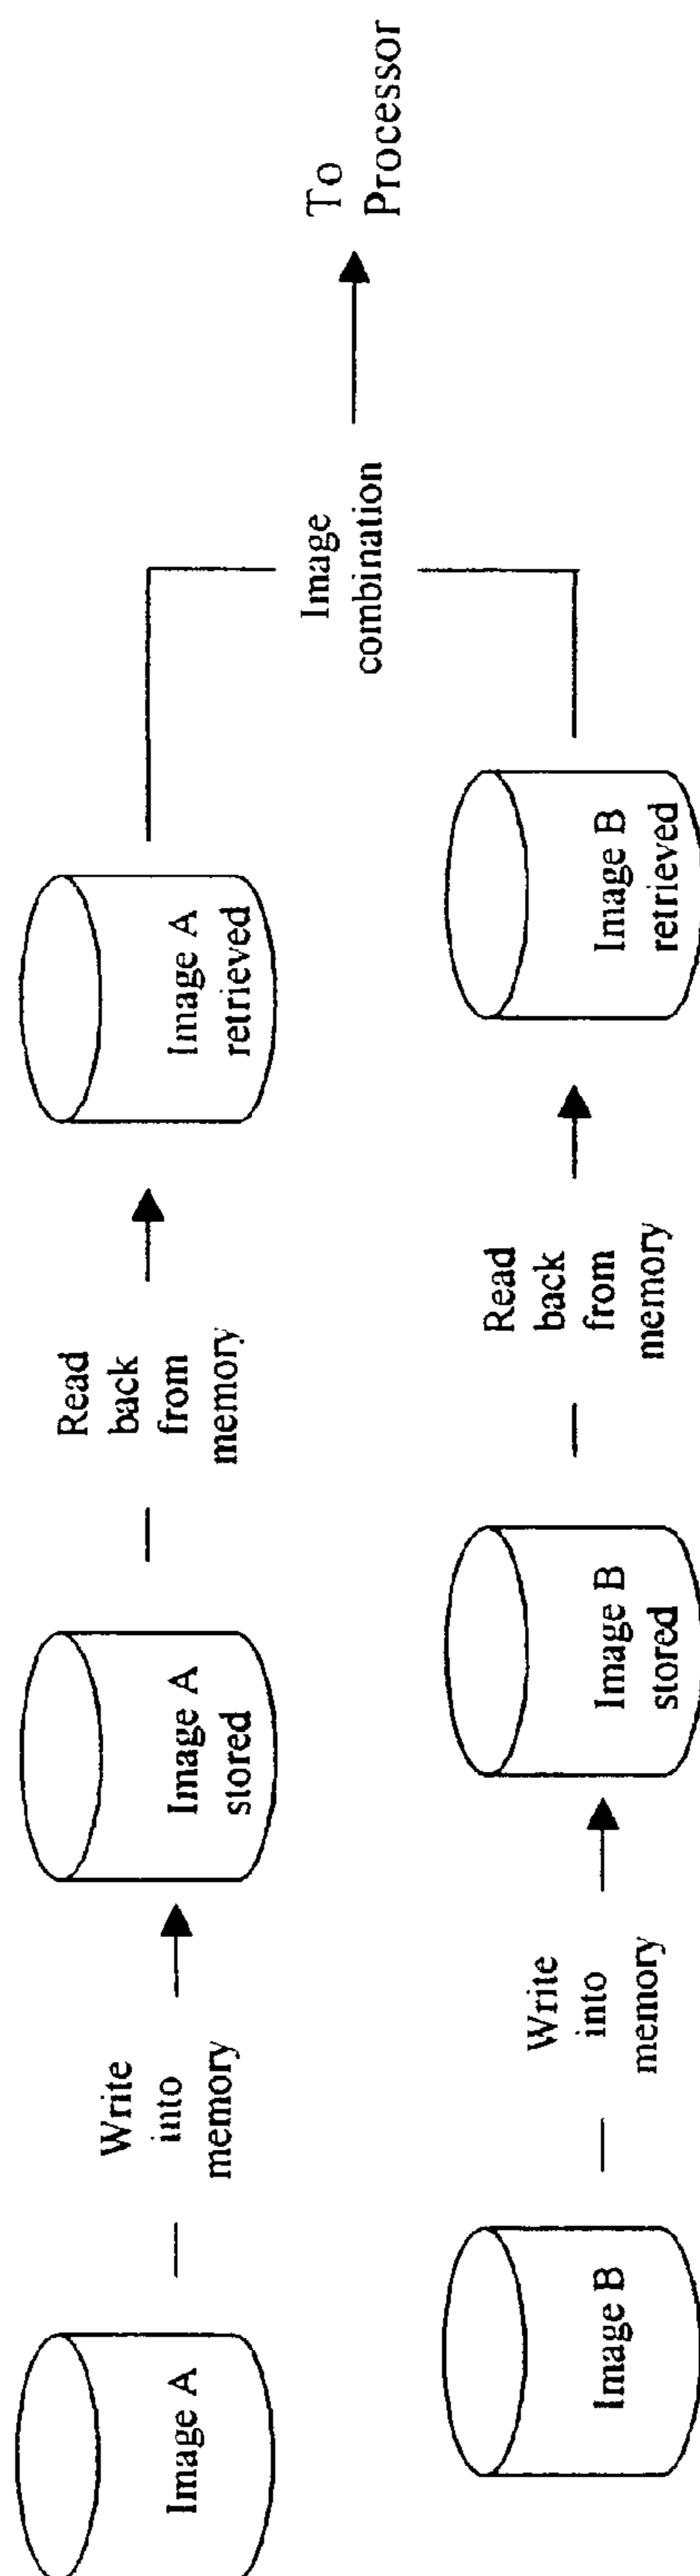 Image A
Write
into
memory
Image A
stored
Read
back
from
memory
Image A
retrieved
Image
combination
To
Processor
Image B
Write
into
memory
Image B
stored
Read
back
from
memory
Image B
retrieved